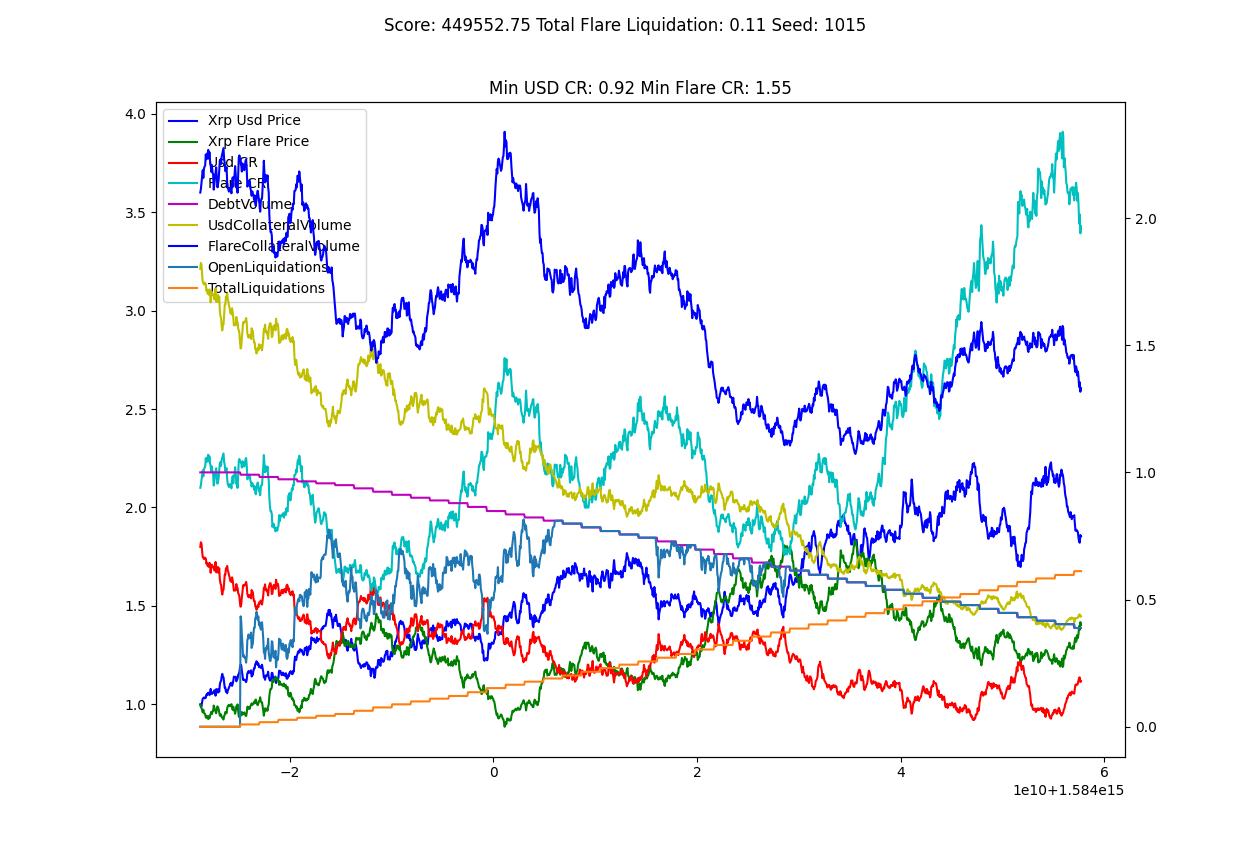 Score: 449552.75 Total Flare Liquidation: 0.11 Seed: 1015
Min USD CR: 0.92 Min Flare CR: 1.55
Xrp Usd Price
Xrp Flare Price
Usd CR
Flare CR
DebtVolume
UsdCollateralVolume
FlareCollateralVolume
OpenLiquidations
TotalLiquidations
4.0
3.5
3.0
2.5
2.0
1.5
1.0
2.0
1.5
1.0
0.5
0.0
−2
0
2
4
6
1e10+1.584e15